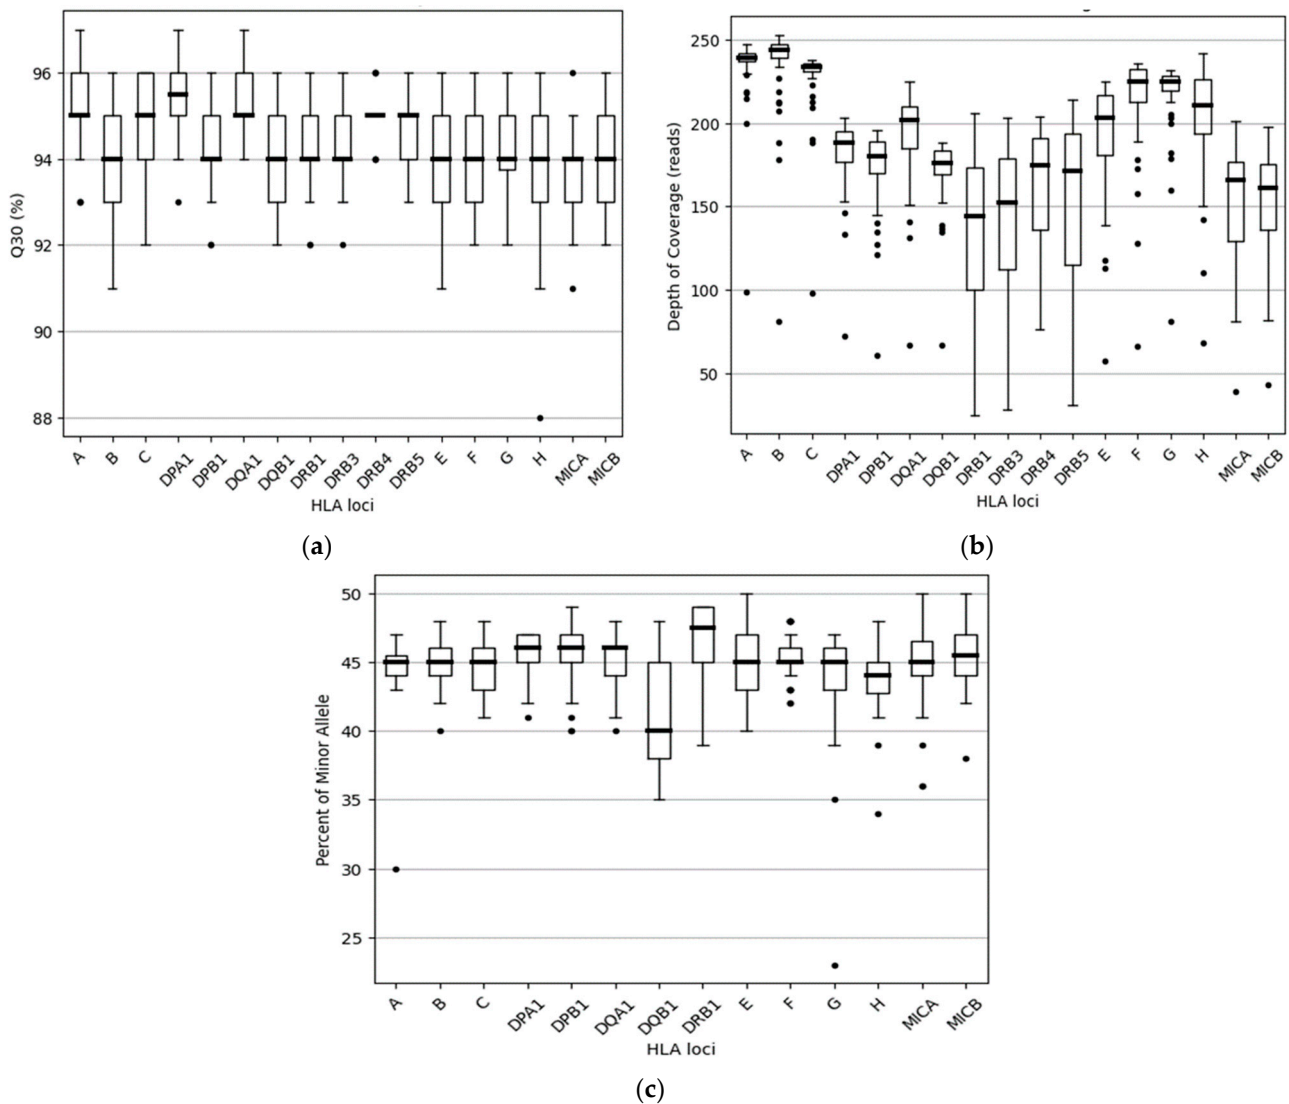 96
94
92
90
88
Q30 (%)
A B C DPA1 DPB1 DQA1 DQB1 DRB1 DRB3 DRB4 DRB5 E F G H MICA MICB
HLA loci
(a)
250
200
150
100
50
Depth of Coverage (reads)
A B C DPA1 DPB1 DQA1 DQB1 DRB1 DRB3 DRB4 DRB5 E F G H MICA MICB
HLA loci
(b)
50
45
40
35
30
25
Percent of Minor Allele
A B C DPA1 DPB1 DQA1 DQB1 DRB1 E F G H MICA MICB
HLA loci
(c)